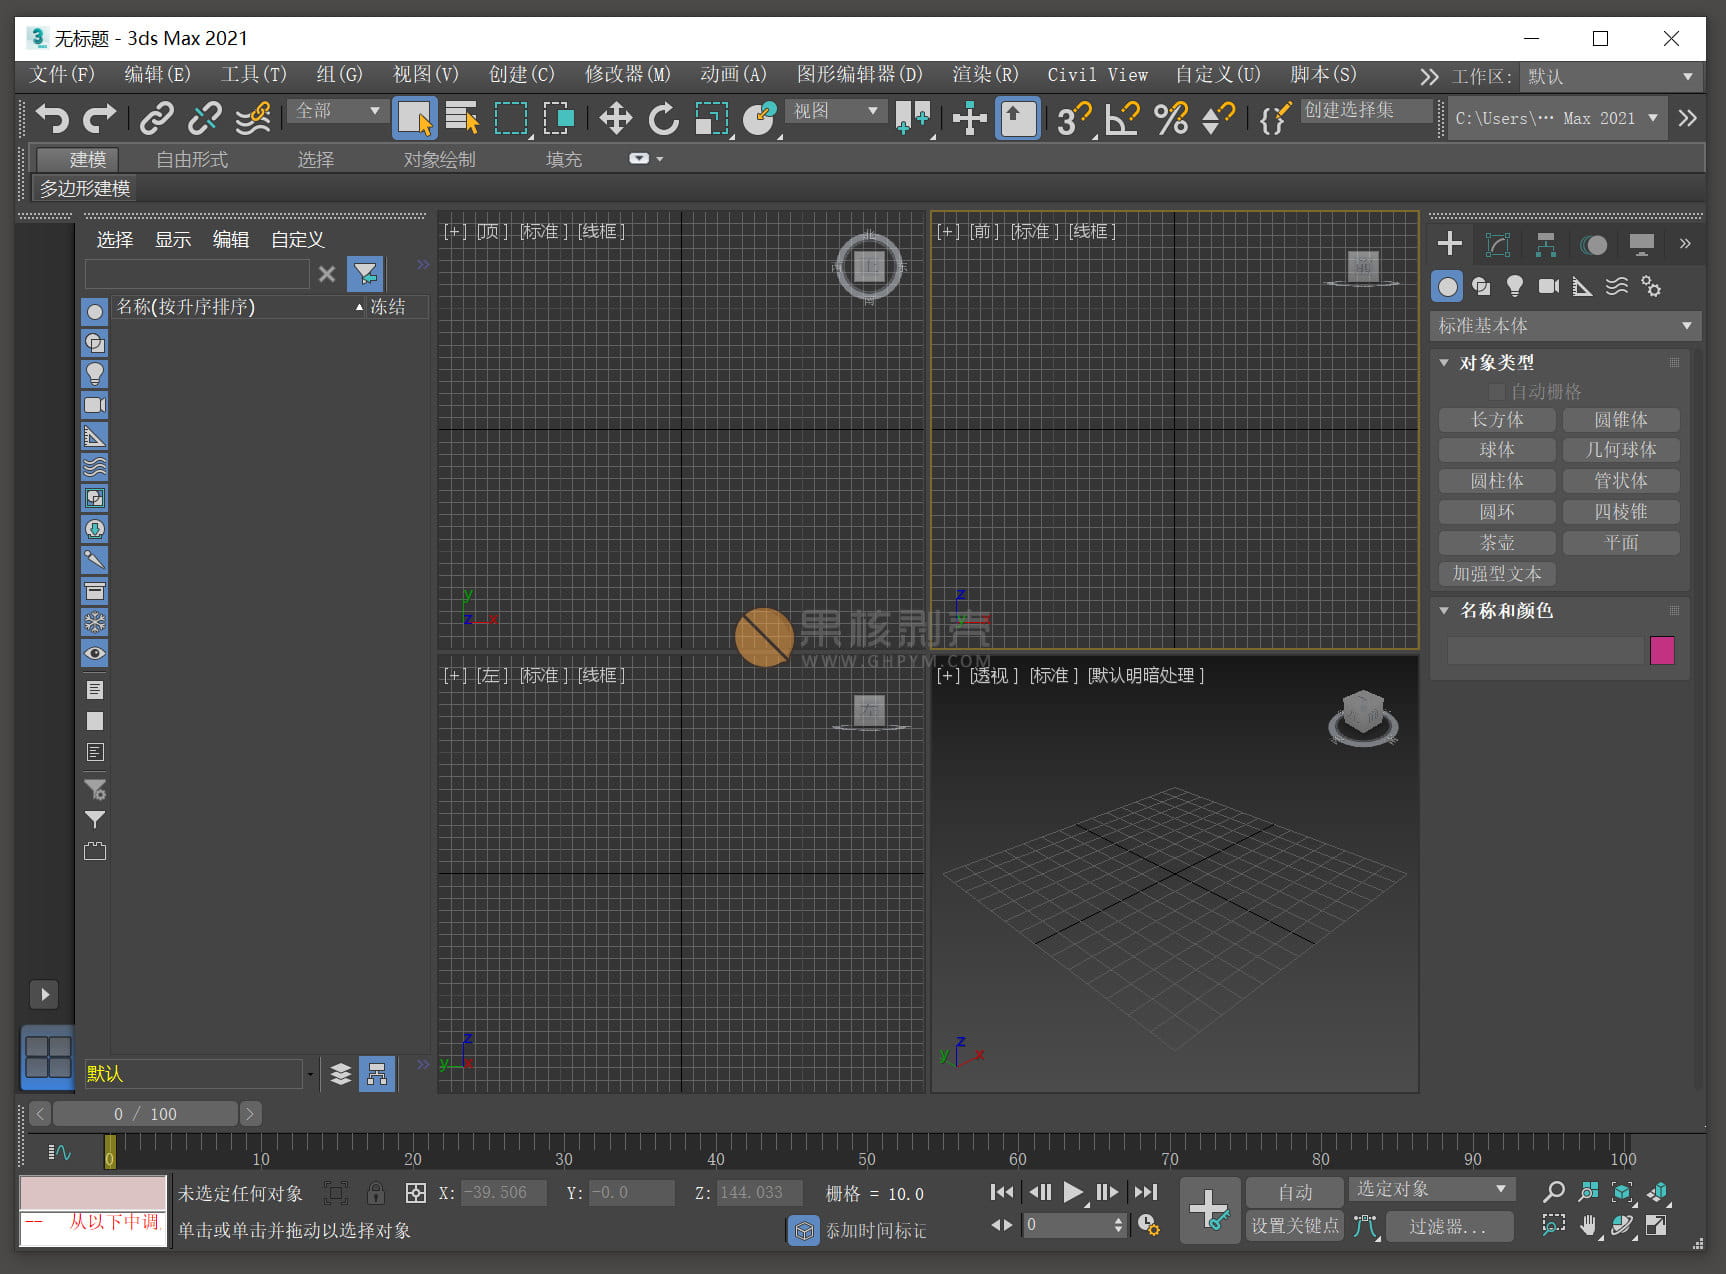 无标题 - 3ds Max 2021
文件(F) 编辑(E) 工具(T) 组(G) 视图(V) 创建(C) 修改器(M) 动画(A) 图形编辑器(D) 渲染(R) Civil View 自定义(U) 脚本(S) 工作区: 默认
全部 视图 创建选择集 C:\Users\··· Max 2021
建模 自由形式 选择 对象绘制 填充
多边形建模
选择 显示 编辑 自定义
名称(按升序排序) 冻结
[+] [顶] [标准] [线框]
[+] [前] [标准] [线框]
北
东
南
西
上
前
y
z x
z
y x
[+] [左] [标准] [线框]
[+] [透视] [标准] [默认明暗处理]
左
z
y x
z
y x
果核剥壳
WWW.GHPYM.COM
标准基本体
对象类型
自动栅格
长方体 圆锥体
球体 几何球体
圆柱体 管状体
圆环 四棱锥
茶壶 平面
加强型文本
名称和颜色
默认
0 / 100
0 10 20 30 40 50 60 70 80 90 100
未选定任何对象 X: -39.506 Y: -0.0 Z: 144.033 栅格 = 10.0
-- 从以下中调
单击或单击并拖动以选择对象 添加时间标记
0
自动 选定对象
设置关键点 过滤器...